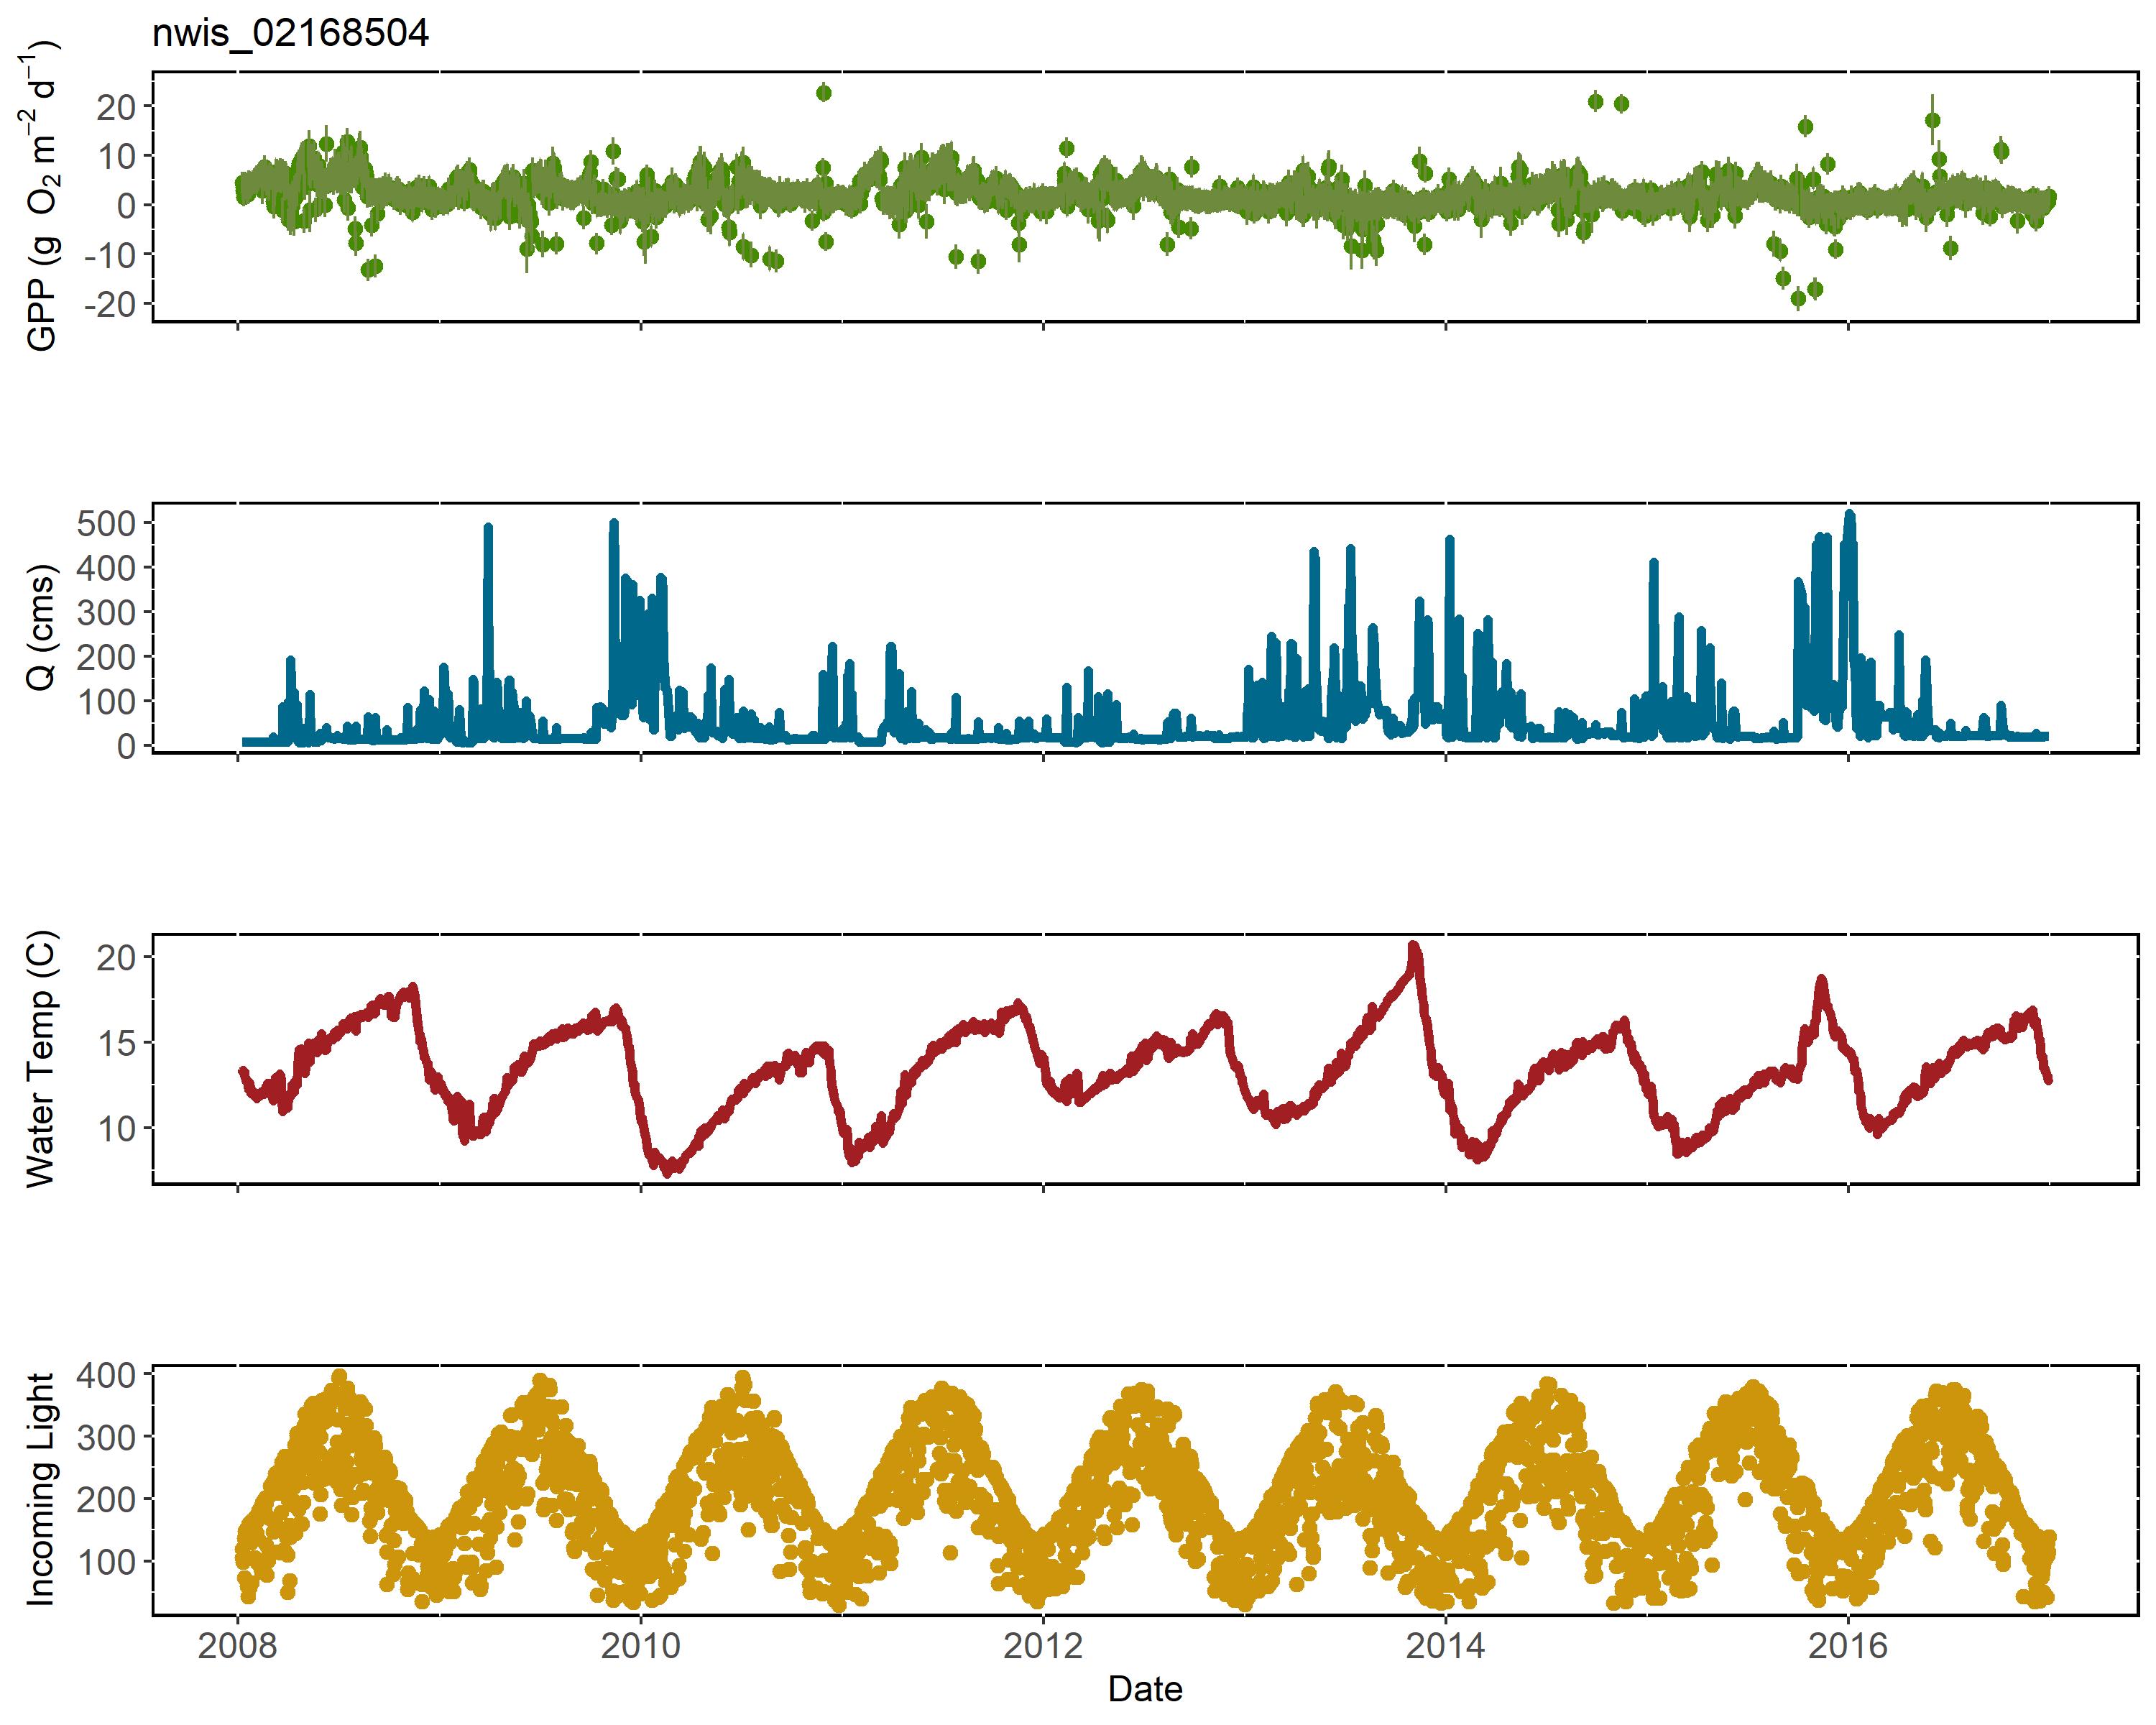 nwis_02168504
GPP (g O₂ m⁻² d⁻¹)
20
10
0
-10
-20
Q (cms)
500
400
300
200
100
0
Water Temp (C)
20
15
10
Incoming Light
400
300
200
100
2008 2010 2012 2014 2016
Date